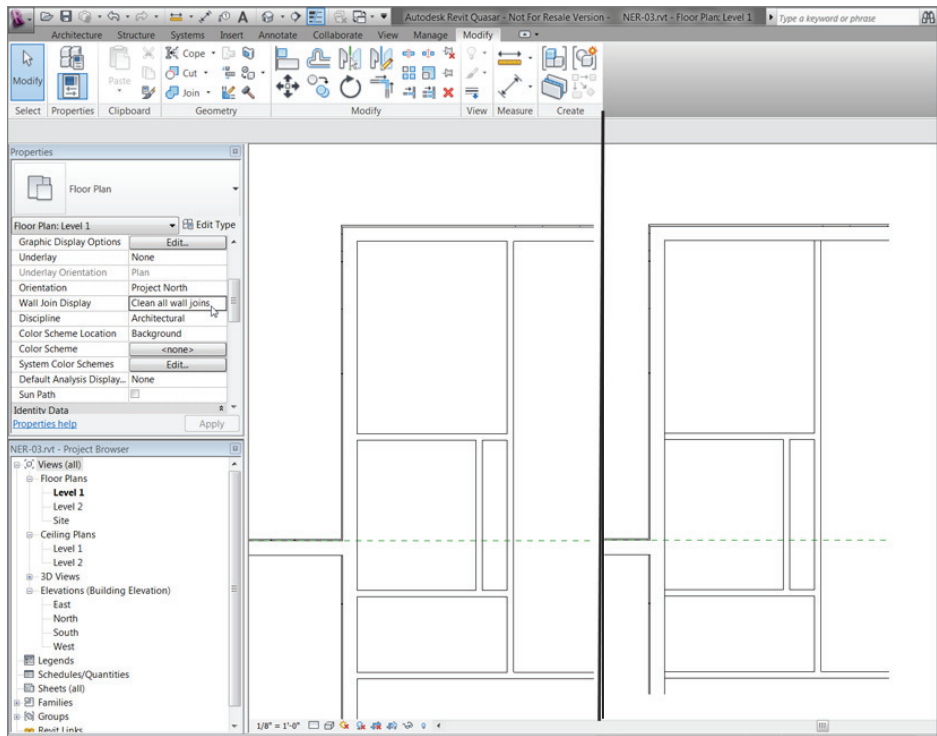 Autodesk Revit Quasar - Not For Resale Version - NER-03.rvt - Floor Plan: Level 1
Type a keyword or phrase
Architecture Structure Systems Insert Annotate Collaborate View Manage Modify
Modify
Paste
Cope
Cut
Join
Select Properties Clipboard Geometry Modify View Measure Create
Properties
Floor Plan
Floor Plan: Level 1 Edit Type
Graphic Display Options Edit...
Underlay None
Underlay Orientation Plan
Orientation Project North
Wall Join Display Clean all wall joins
Discipline Architectural
Color Scheme Location Background
Color Scheme <none>
System Color Schemes Edit...
Default Analysis Display... None
Sun Path
Identity Data
Properties help Apply
NER-03.rvt - Project Browser
Views (all)
Floor Plans
Level 1
Level 2
Site
Ceiling Plans
Level 1
Level 2
3D Views
Elevations (Building Elevation)
East
North
South
West
Legends
Schedules/Quantities
Sheets (all)
Families
Groups
Revit Links
1/8" = 1'-0"